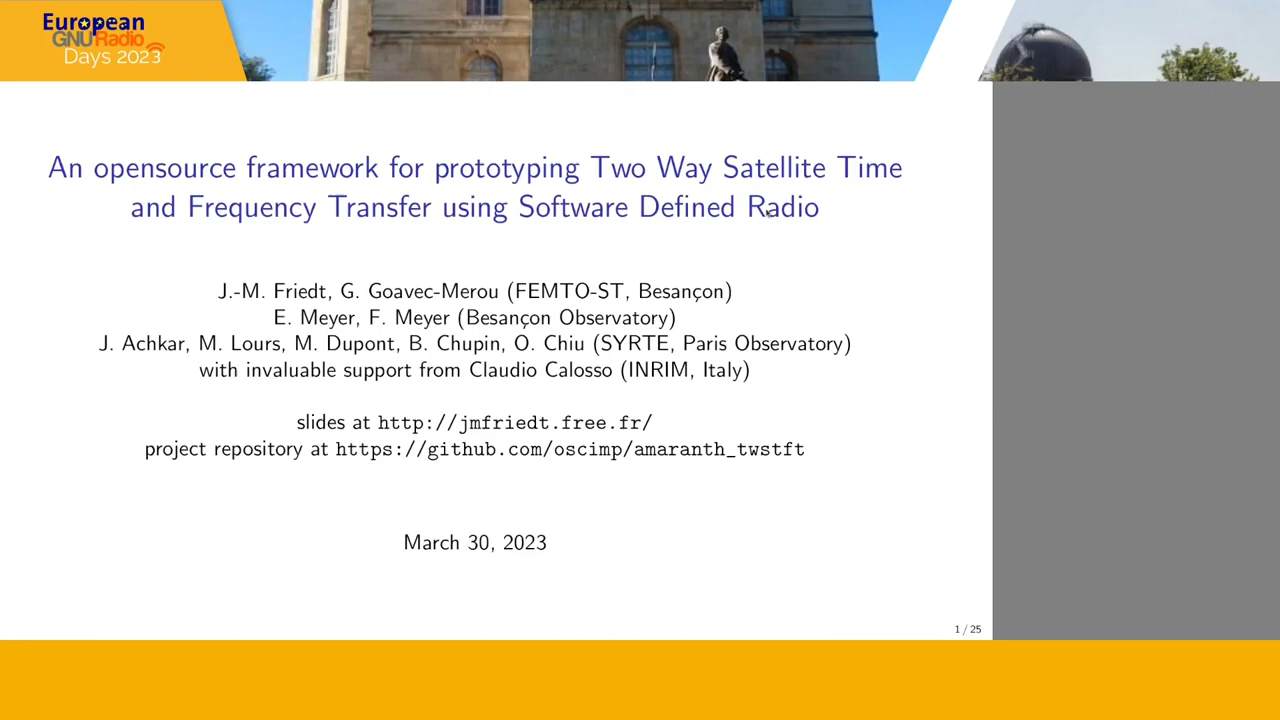 European
GNURadio
Days 2023
An opensource framework for prototyping Two Way Satellite Time
and Frequency Transfer using Software Defined Radio
J.-M. Friedt, G. Goavec-Merou (FEMTO-ST, Besançon)
E. Meyer, F. Meyer (Besançon Observatory)
J. Achkar, M. Lours, M. Dupont, B. Chupin, O. Chiu (SYRTE, Paris Observatory)
with invaluable support from Claudio Calosso (INRIM, Italy)
slides at http://jmfriedt.free.fr/
project repository at https://github.com/oscimp/amaranth_twstft
March 30, 2023
1 / 25